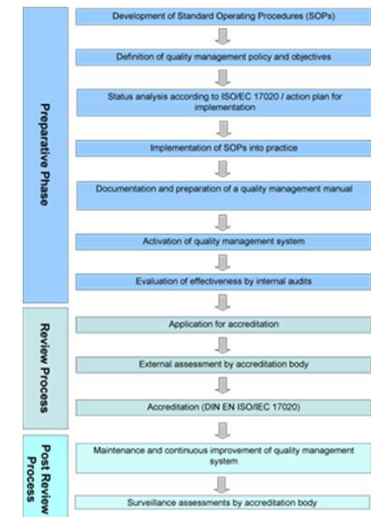 Preparative Phase
Development of Standard Operating Procedures (SOPs)
Definition of quality management policy and objectives
Status analysis according to ISO/EC 17020 / action plan for
implementation
Implementation of SOPs into practice
Documentation and preparation of a quality management manual
Activation of quality management system
Evaluation of effectiveness by internal audits
Review Process
Application for accreditation
External assessment by accreditation body
Accreditation (DIN EN ISO/IEC 17020)
Post Review
Process
Maintenance and continuous improvement of quality management
system
Surveillance assessments by accreditation body